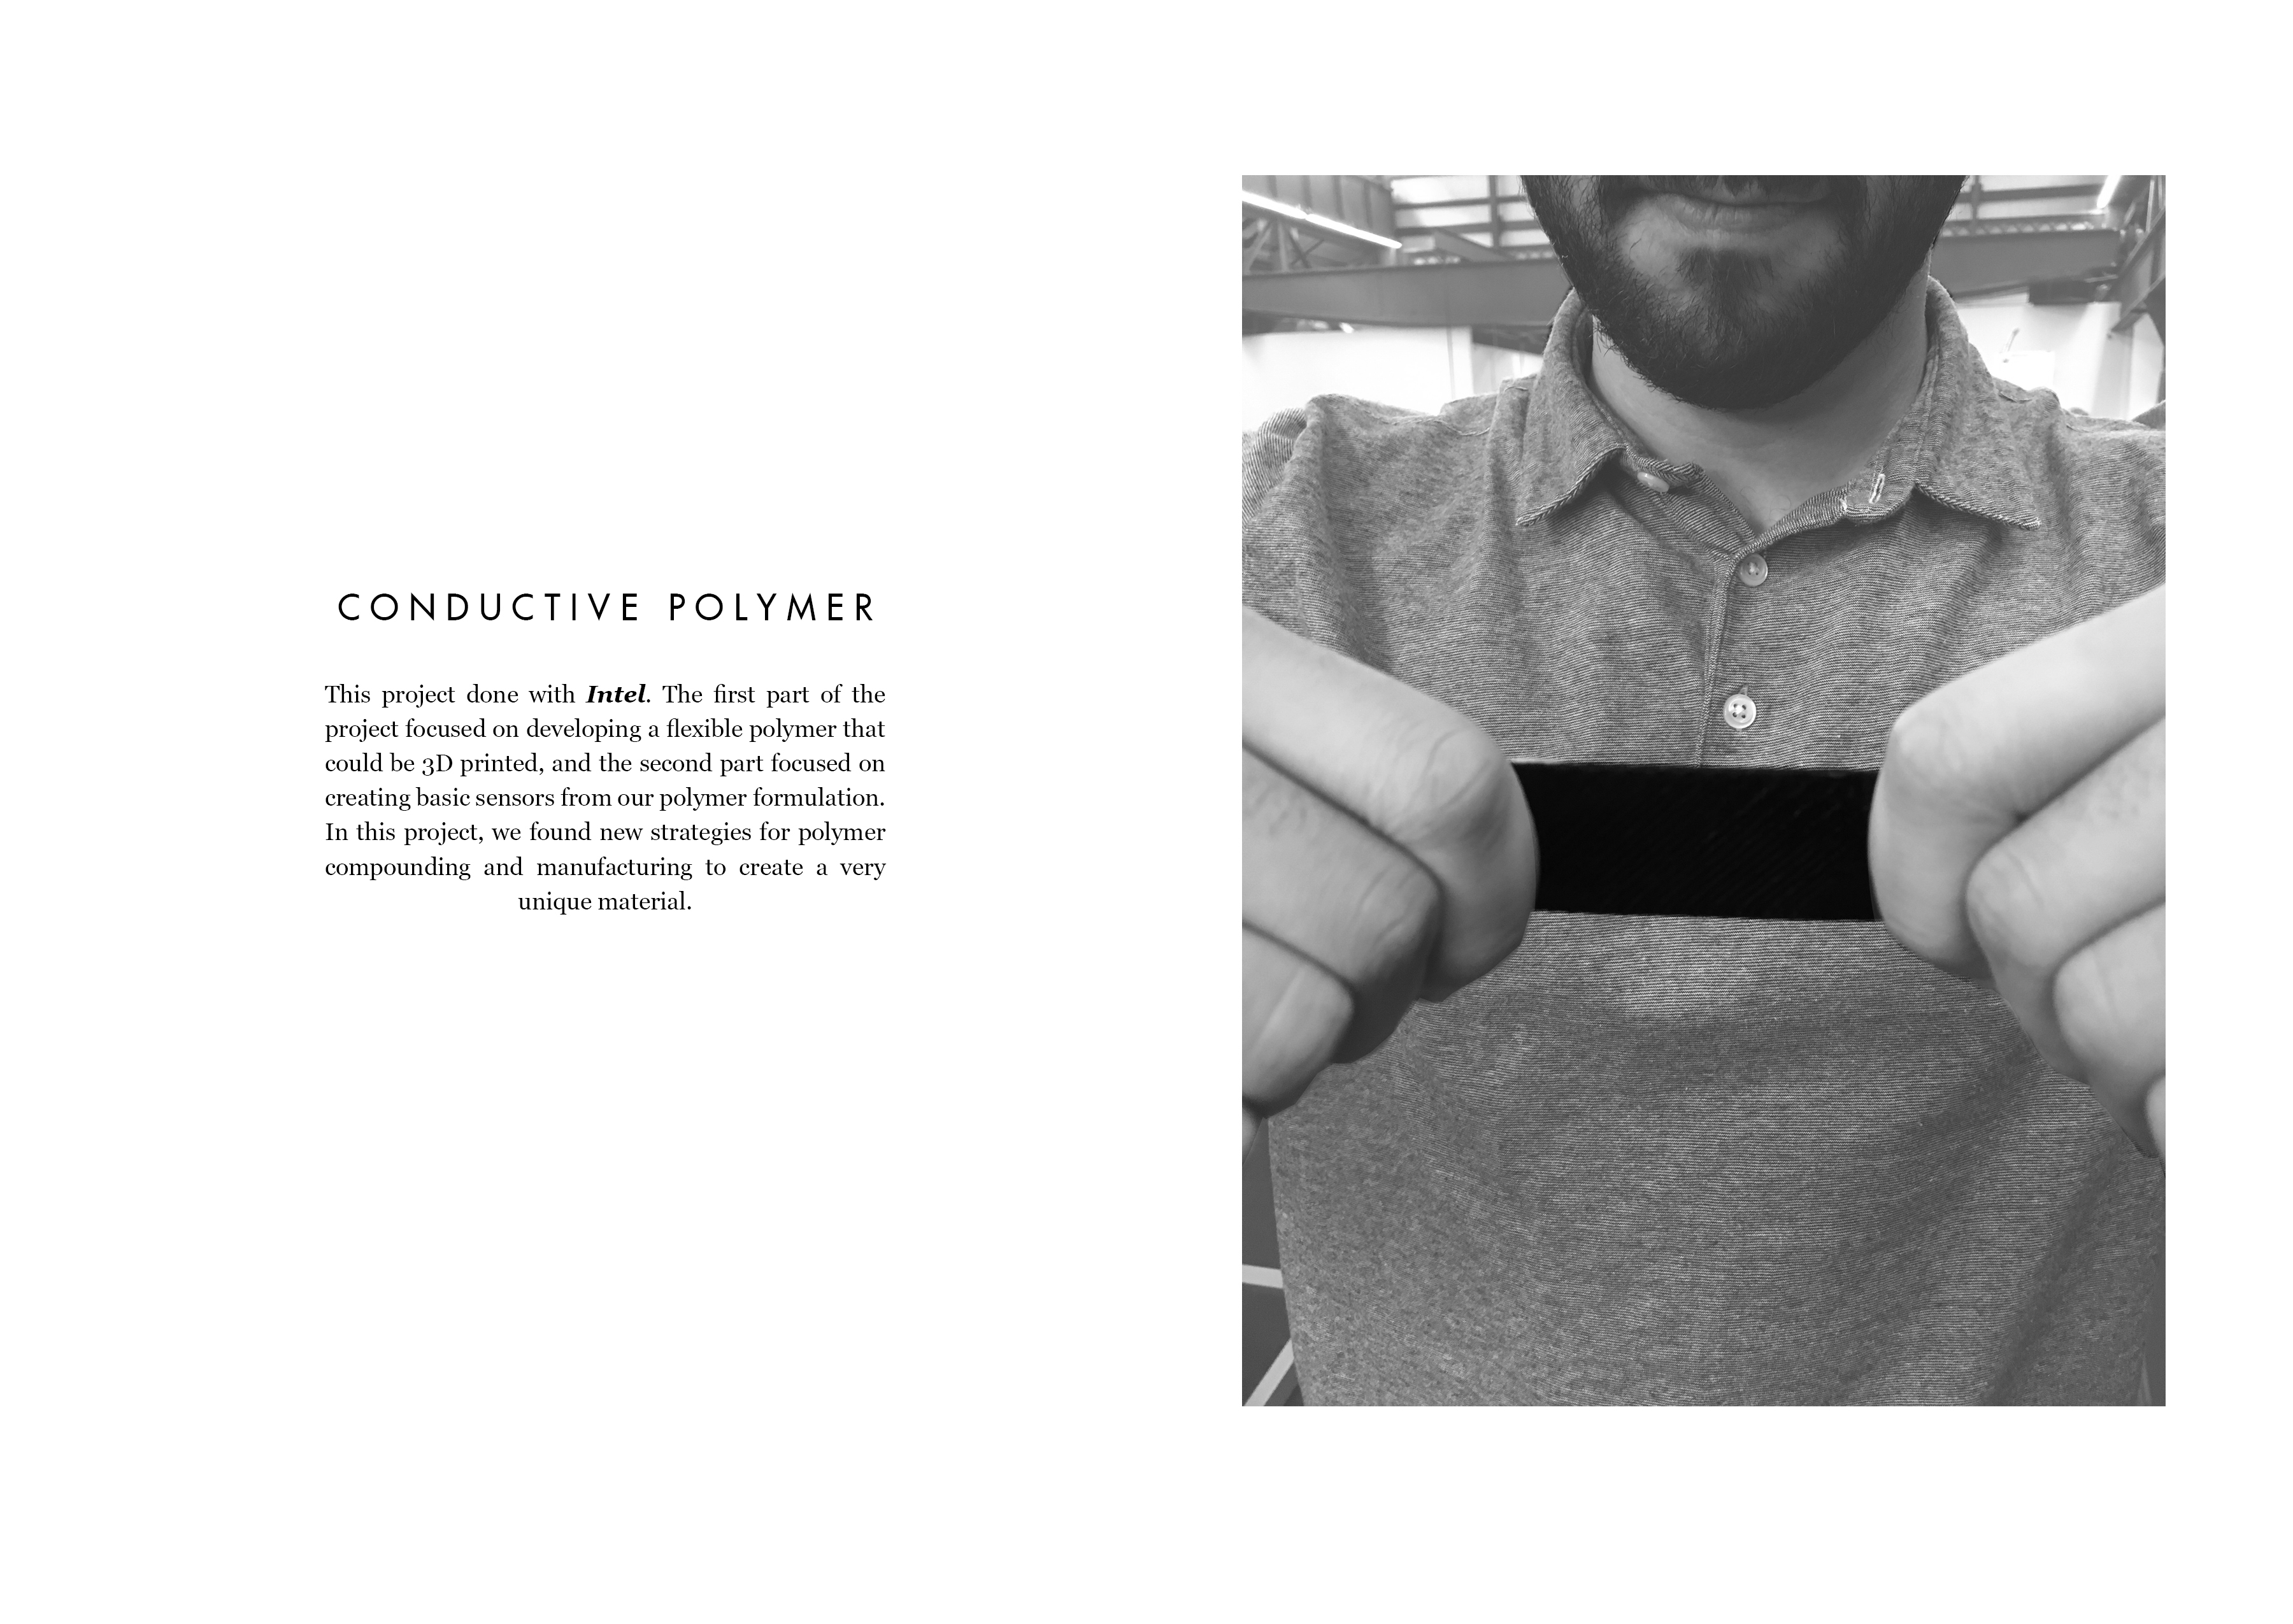 CONDUCTIVE POLYMER
This project done with Intel. The first part of the
project focused on developing a flexible polymer that
could be 3D printed, and the second part focused on
creating basic sensors from our polymer formulation.
In this project, we found new strategies for polymer
compounding and manufacturing to create a very
unique material.